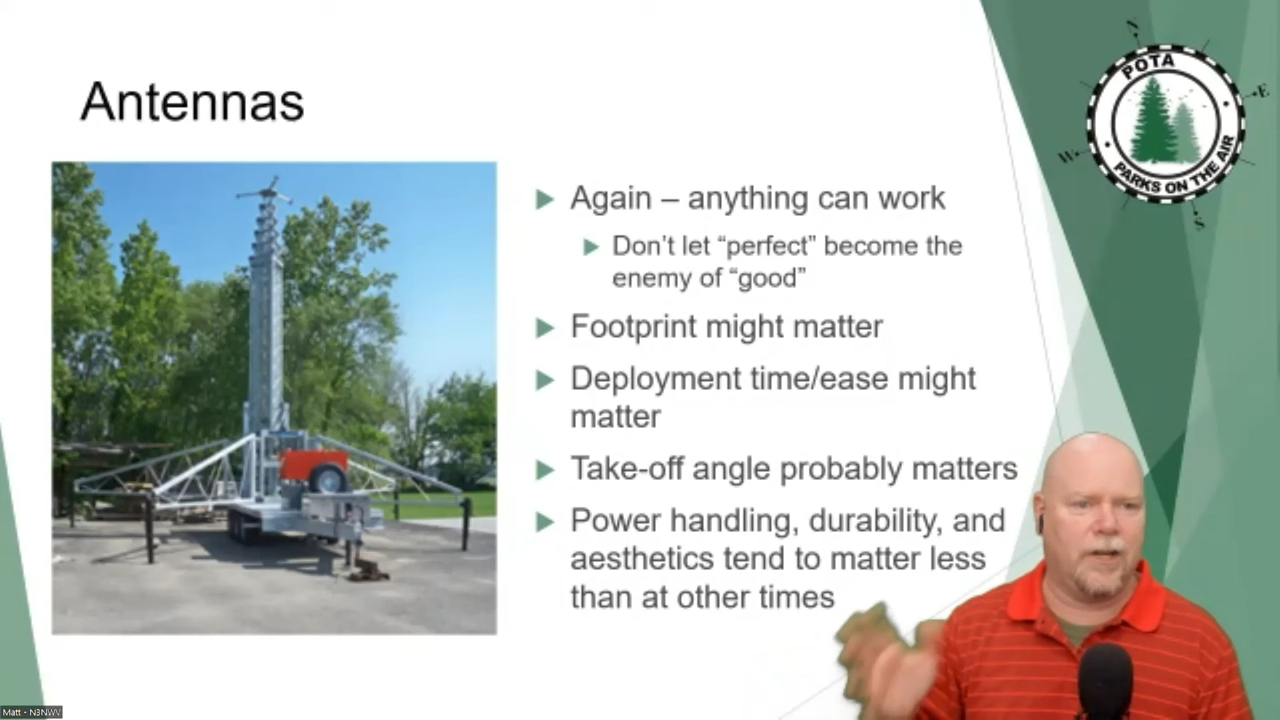 Antennas
Again – anything can work
Don't let “perfect” become the
enemy of “good”
Footprint might matter
Deployment time/ease might
matter
Take-off angle probably matters
Power handling, durability, and
aesthetics tend to matter less
than at other times
N
E
W
S
POTA
PARKS ON THE AIR
Matt - N3NWV